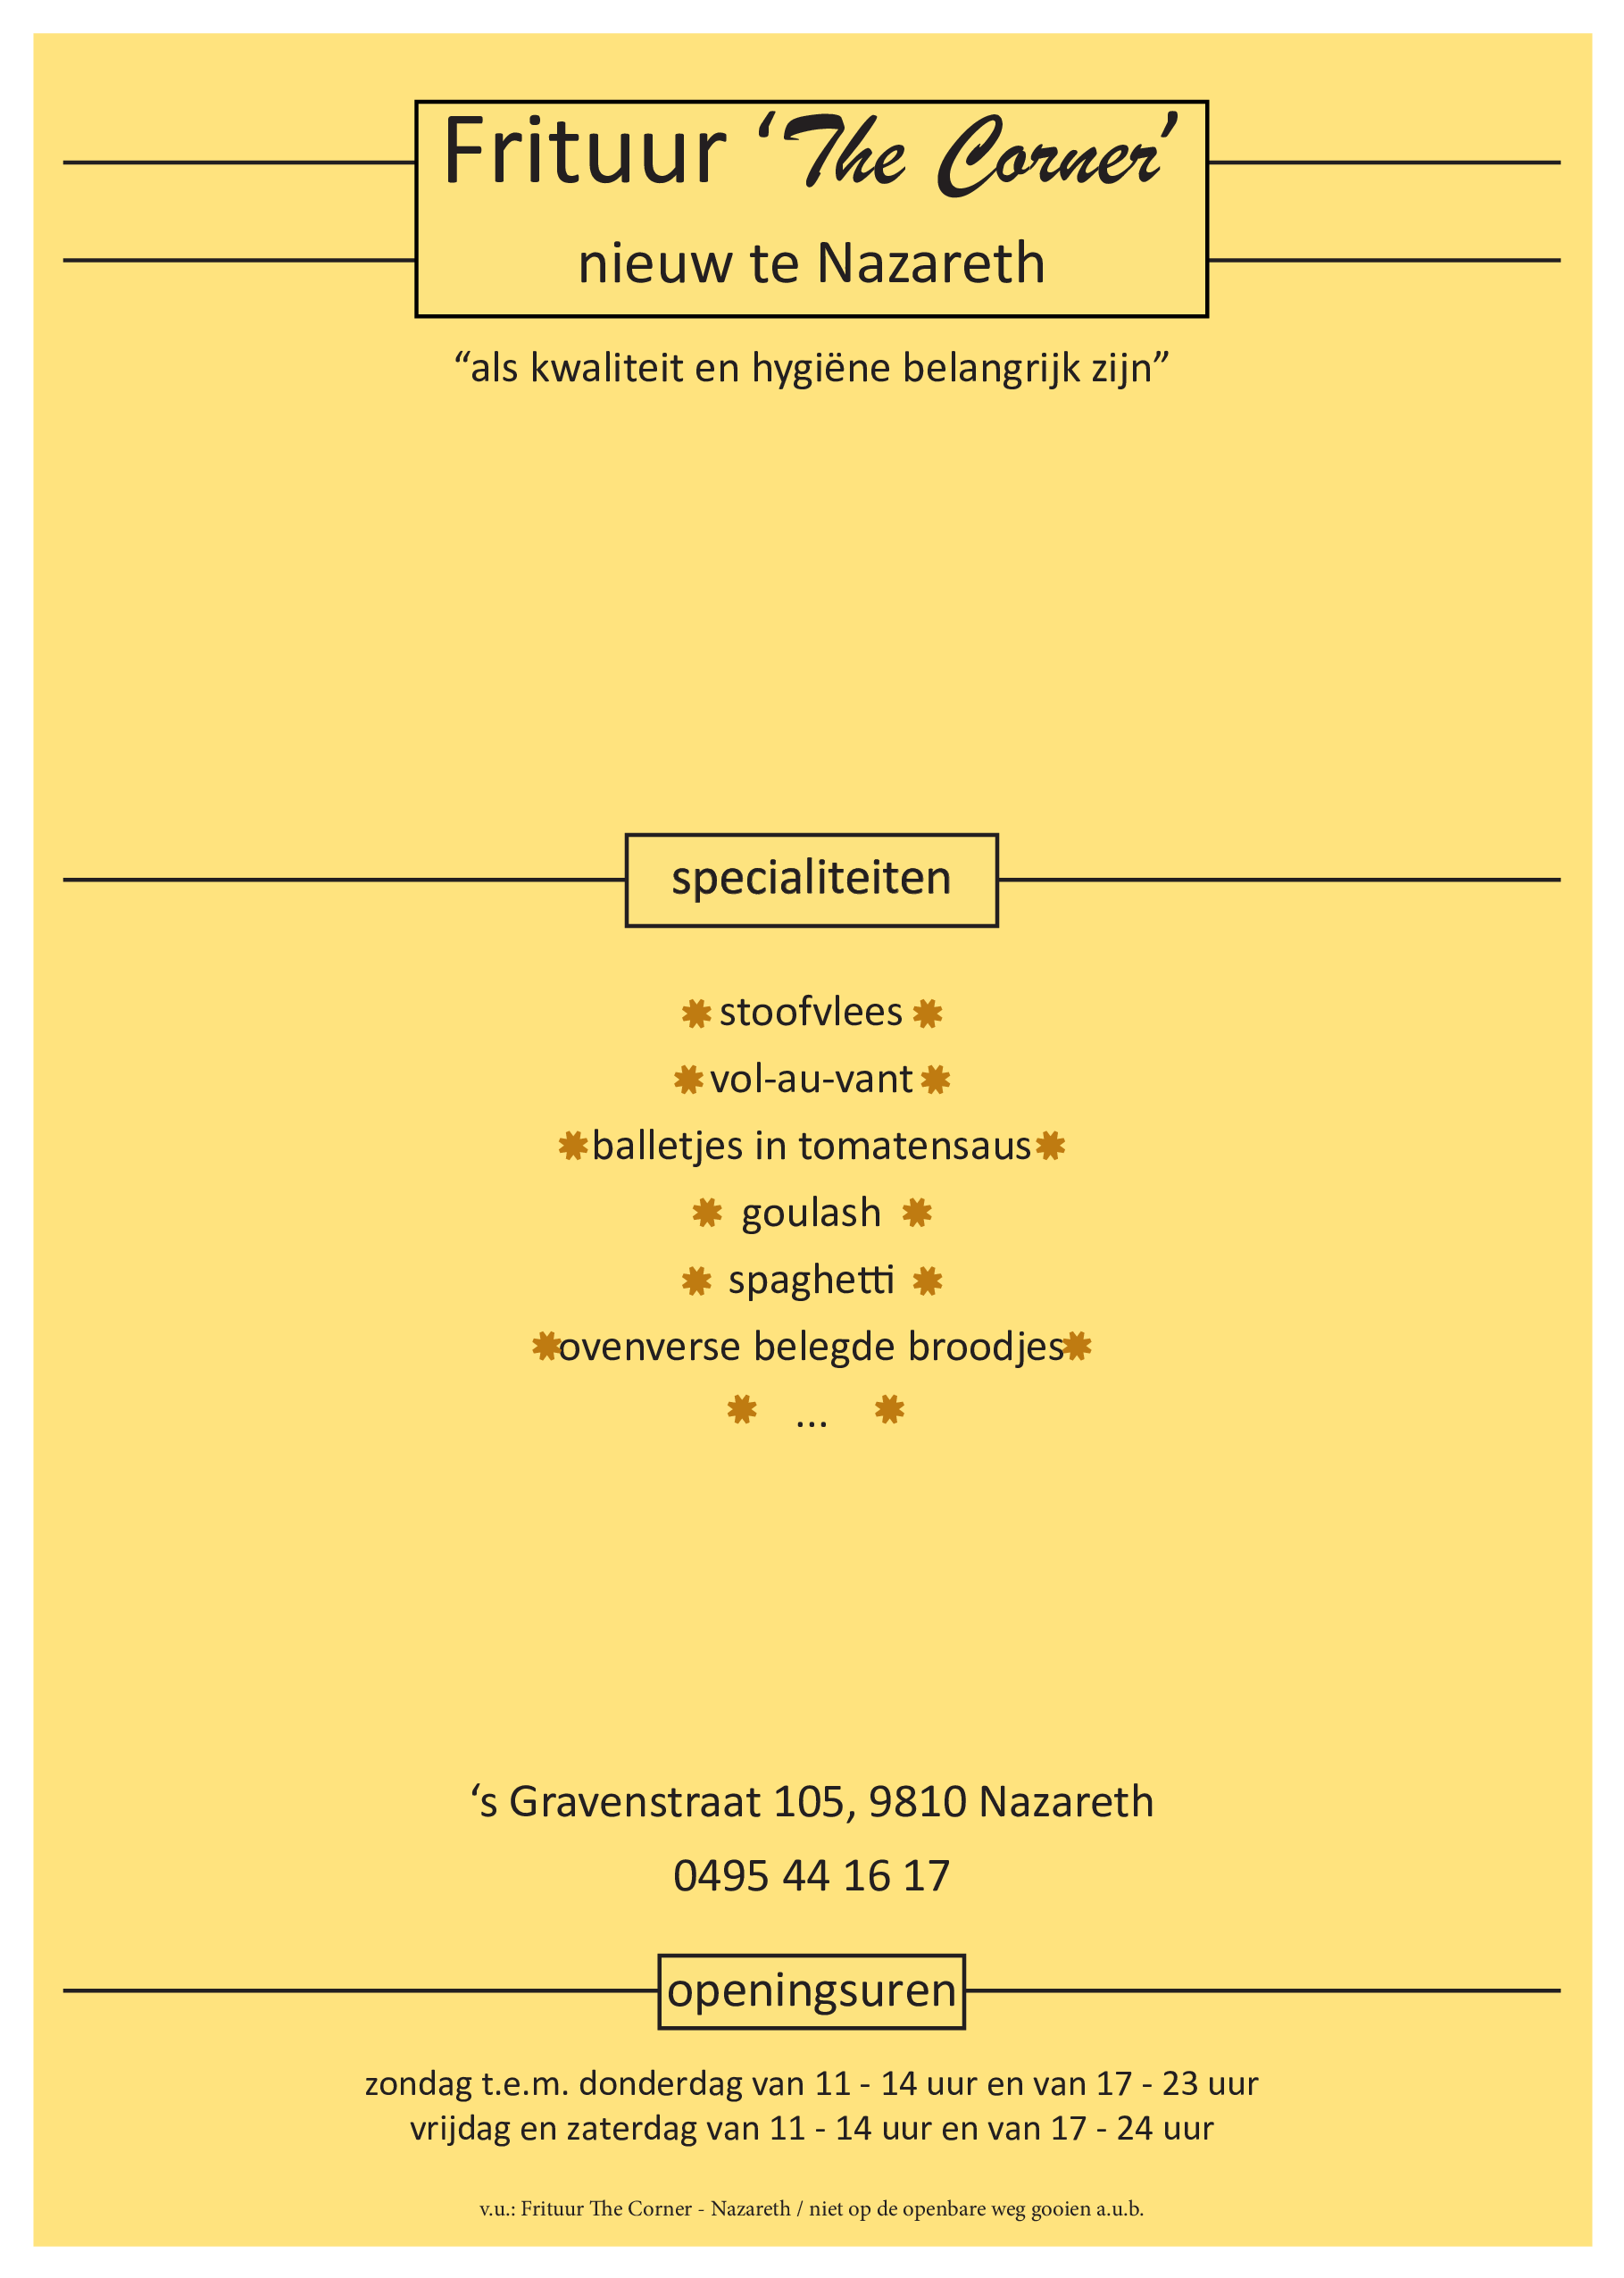 Frituur ‘The Corner’
nieuw te Nazareth
“als kwaliteit en hygiëne belangrijk zijn”
specialiteiten
stoofvlees
vol-au-vant
balletjes in tomatensaus
goulash
spaghetti
ovenverse belegde broodjes
...
‘s Gravenstraat 105, 9810 Nazareth
0495 44 16 17
openingsuren
zondag t.e.m. donderdag van 11 - 14 uur en van 17 - 23 uur
vrijdag en zaterdag van 11 - 14 uur en van 17 - 24 uur
v.u.: Frituur The Corner - Nazareth / niet op de openbare weg gooien a.u.b.